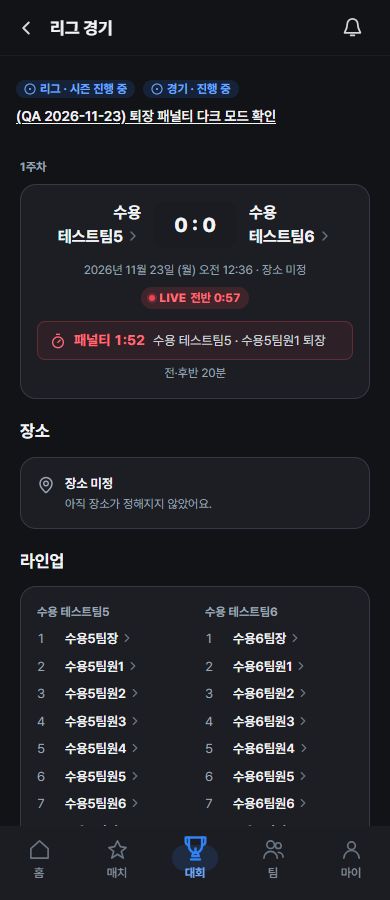 리그 경기
리그 · 시즌 진행 중 경기 · 진행 중
(QA 2026-11-23) 퇴장 패널티 다크 모드 확인
1주차
수용 테스트팀5 0 : 0 수용 테스트팀6
2026년 11월 23일 (월) 오전 12:36 · 장소 미정
LIVE 전반 0:57
패널티 1:52 수용 테스트팀5 · 수용5팀원1 퇴장
전·후반 20분
장소
장소 미정
아직 장소가 정해지지 않았어요.
라인업
수용 테스트팀5 수용 테스트팀6
1 수용5팀장 1 수용6팀장
2 수용5팀원1 2 수용6팀원1
3 수용5팀원2 3 수용6팀원2
4 수용5팀원3 4 수용6팀원3
5 수용5팀원4 5 수용6팀원4
6 수용5팀원5 6 수용6팀원5
7 수용5팀원6 7 수용6팀원6
홈 매치 대회 팀 마이